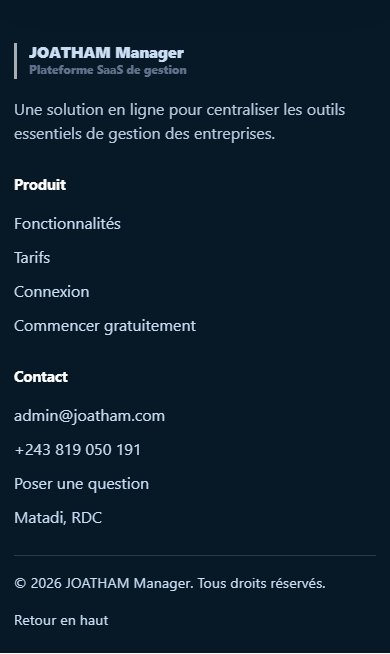 JOATHAM Manager
Plateforme SaaS de gestion
Une solution en ligne pour centraliser les outils
essentiels de gestion des entreprises.
Produit
Fonctionnalités
Tarifs
Connexion
Commencer gratuitement
Contact
admin@joatham.com
+243 819 050 191
Poser une question
Matadi, RDC
© 2026 JOATHAM Manager. Tous droits réservés.
Retour en haut